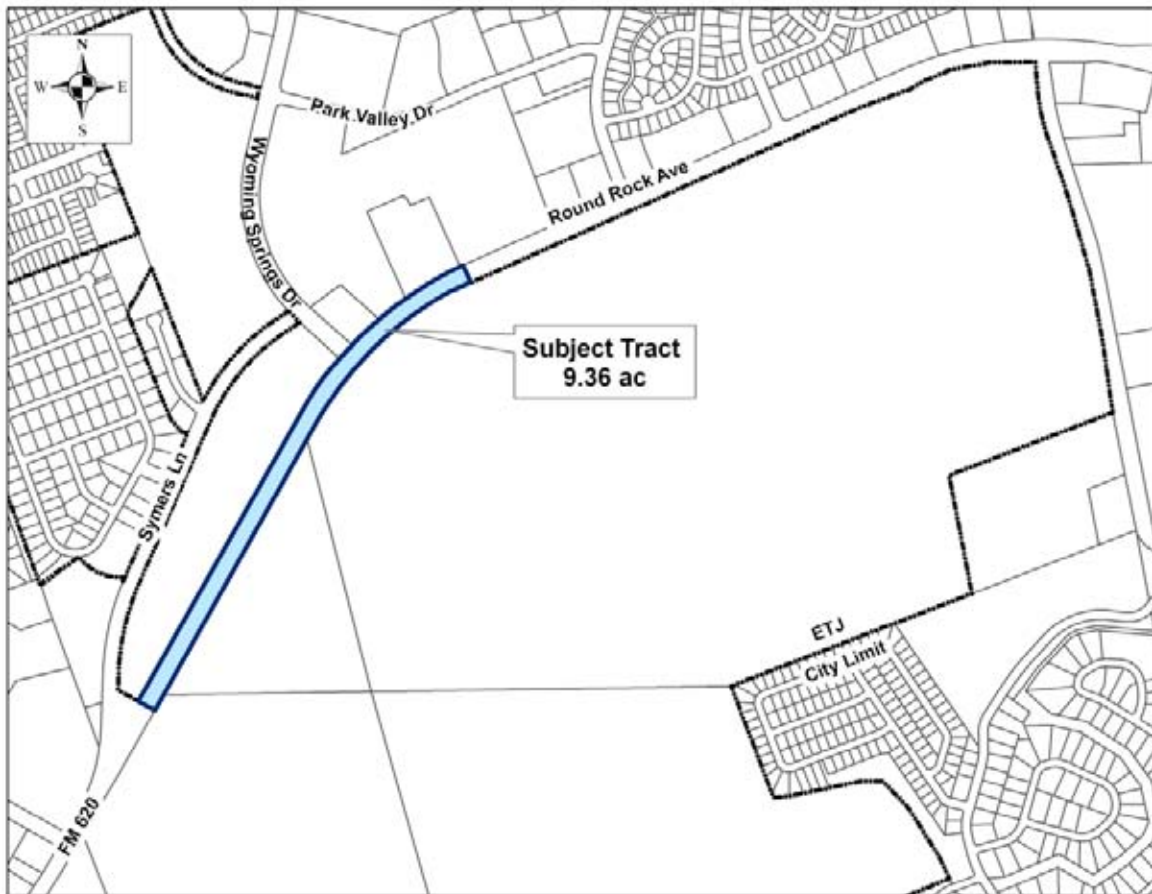 N
W E
S
Park Valley Dr
Wyoming Springs Dr
Round Rock Ave
Subject Tract
9.36 ac
Symers Ln
ETJ
City Limit
FM 620